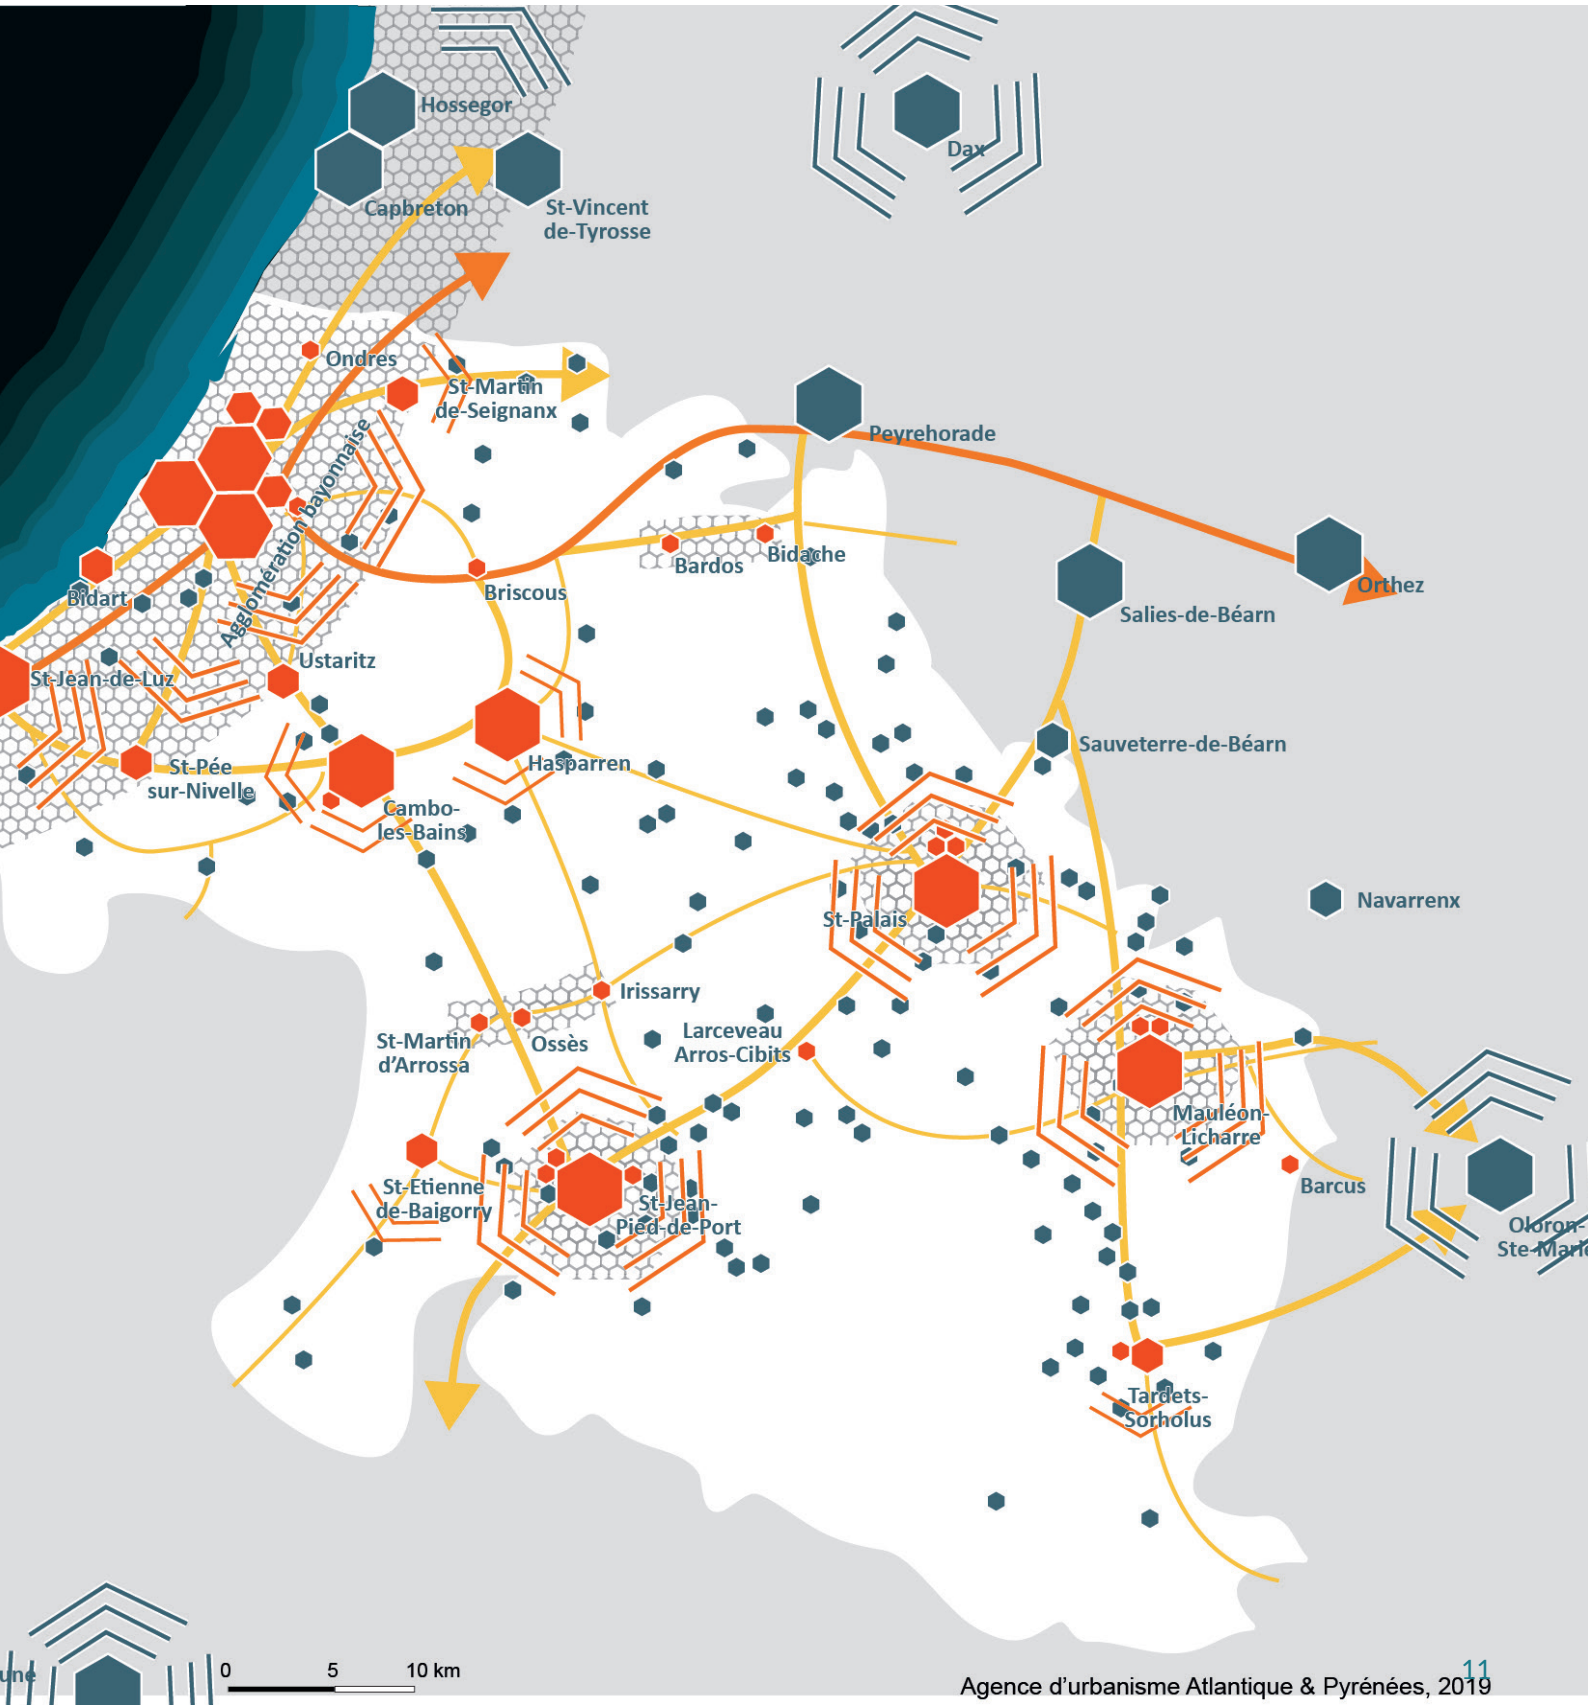 Hossegor
Dax
Capbreton
St-Vincent
de-Tyrosse
Ondres
St-Martin
de-Seignanx
Peyrehorade
Agglomération bayonnaise
Bidache
Bardos
Orthez
Briscous
Bidart
Salies-de-Béarn
Ustaritz
St-Jean-de-Luz
Sauveterre-de-Béarn
Hasparren
St-Pée
sur-Nivelle
Cambo-
les-Bains
Navarrenx
St-Palais
Irissarry
Larceveau
Arros-Cibits
St-Martin
d'Arrossa
Ossès
Mauléon-
Licharre
Barcus
St-Etienne
de-Baigorry
St-Jean-
Pied-de-Port
Oloron-
Ste-Marie
Tardets-
Sorholus
0 5 10 km
11
Agence d'urbanisme Atlantique & Pyrénées, 2019